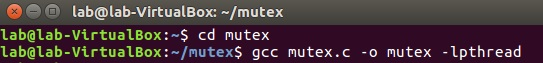 lab@lab-VirtualBox: ~/mutex
lab@lab-VirtualBox:~$ cd mutex
lab@lab-VirtualBox:~/mutex$ gcc mutex.c -o mutex -lpthread